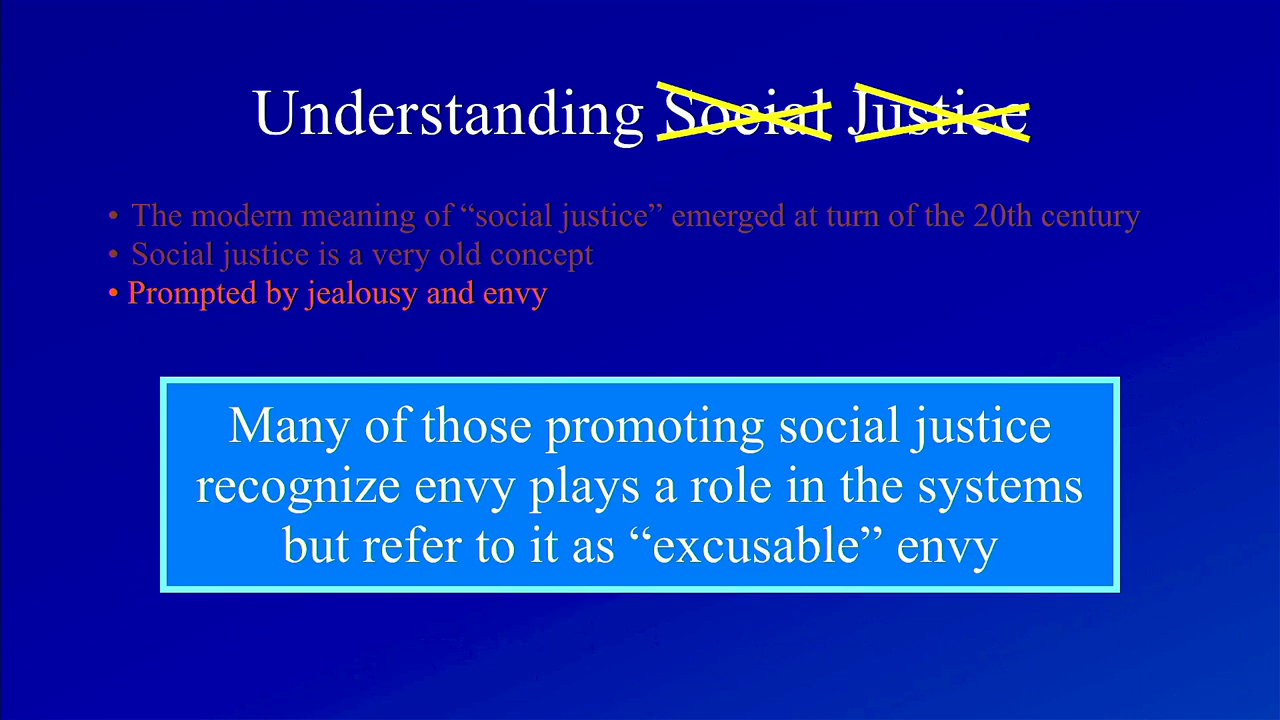 Understanding Social Justice
• The modern meaning of “social justice” emerged at turn of the 20th century
• Social justice is a very old concept
• Prompted by jealousy and envy
Many of those promoting social justice
recognize envy plays a role in the systems
but refer to it as “excusable” envy